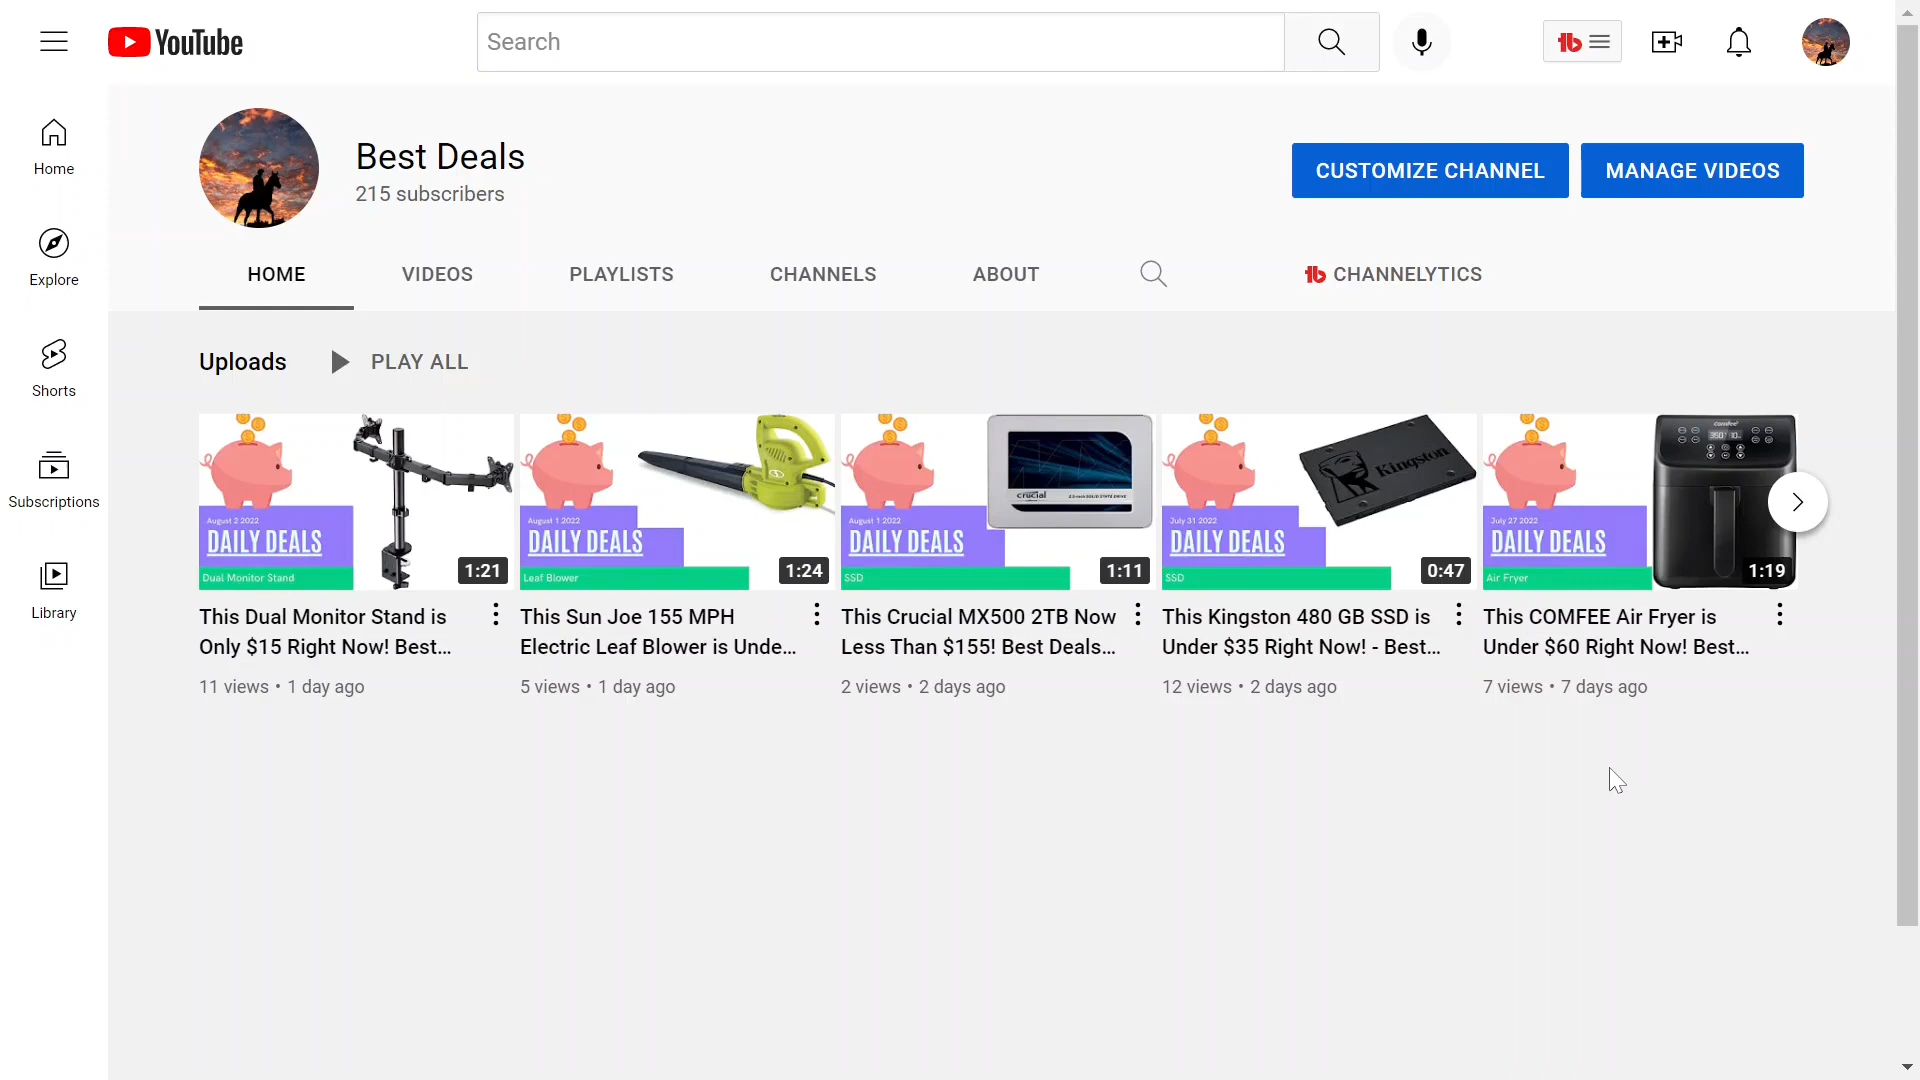 YouTube
Search
Home
Explore
Shorts
Subscriptions
Library
Best Deals
215 subscribers
CUSTOMIZE CHANNEL
MANAGE VIDEOS
HOME
VIDEOS
PLAYLISTS
CHANNELS
ABOUT
CHANNELYTICS
Uploads
PLAY ALL
August 2 2022
DAILY DEALS
Dual Monitor Stand
1:21
This Dual Monitor Stand is
Only $15 Right Now! Best...
11 views • 1 day ago
August 1 2022
DAILY DEALS
Leaf Blower
1:24
This Sun Joe 155 MPH
Electric Leaf Blower is Unde...
5 views • 1 day ago
crucial
August 1 2022
DAILY DEALS
SSD
1:11
This Crucial MX500 2TB Now
Less Than $155! Best Deals...
2 views • 2 days ago
Kingston
July 31 2022
DAILY DEALS
SSD
0:47
This Kingston 480 GB SSD is
Under $35 Right Now! - Best...
12 views • 2 days ago
July 27 2022
DAILY DEALS
Air Fryer
1:19
This COMFEE Air Fryer is
Under $60 Right Now! Best...
7 views • 7 days ago